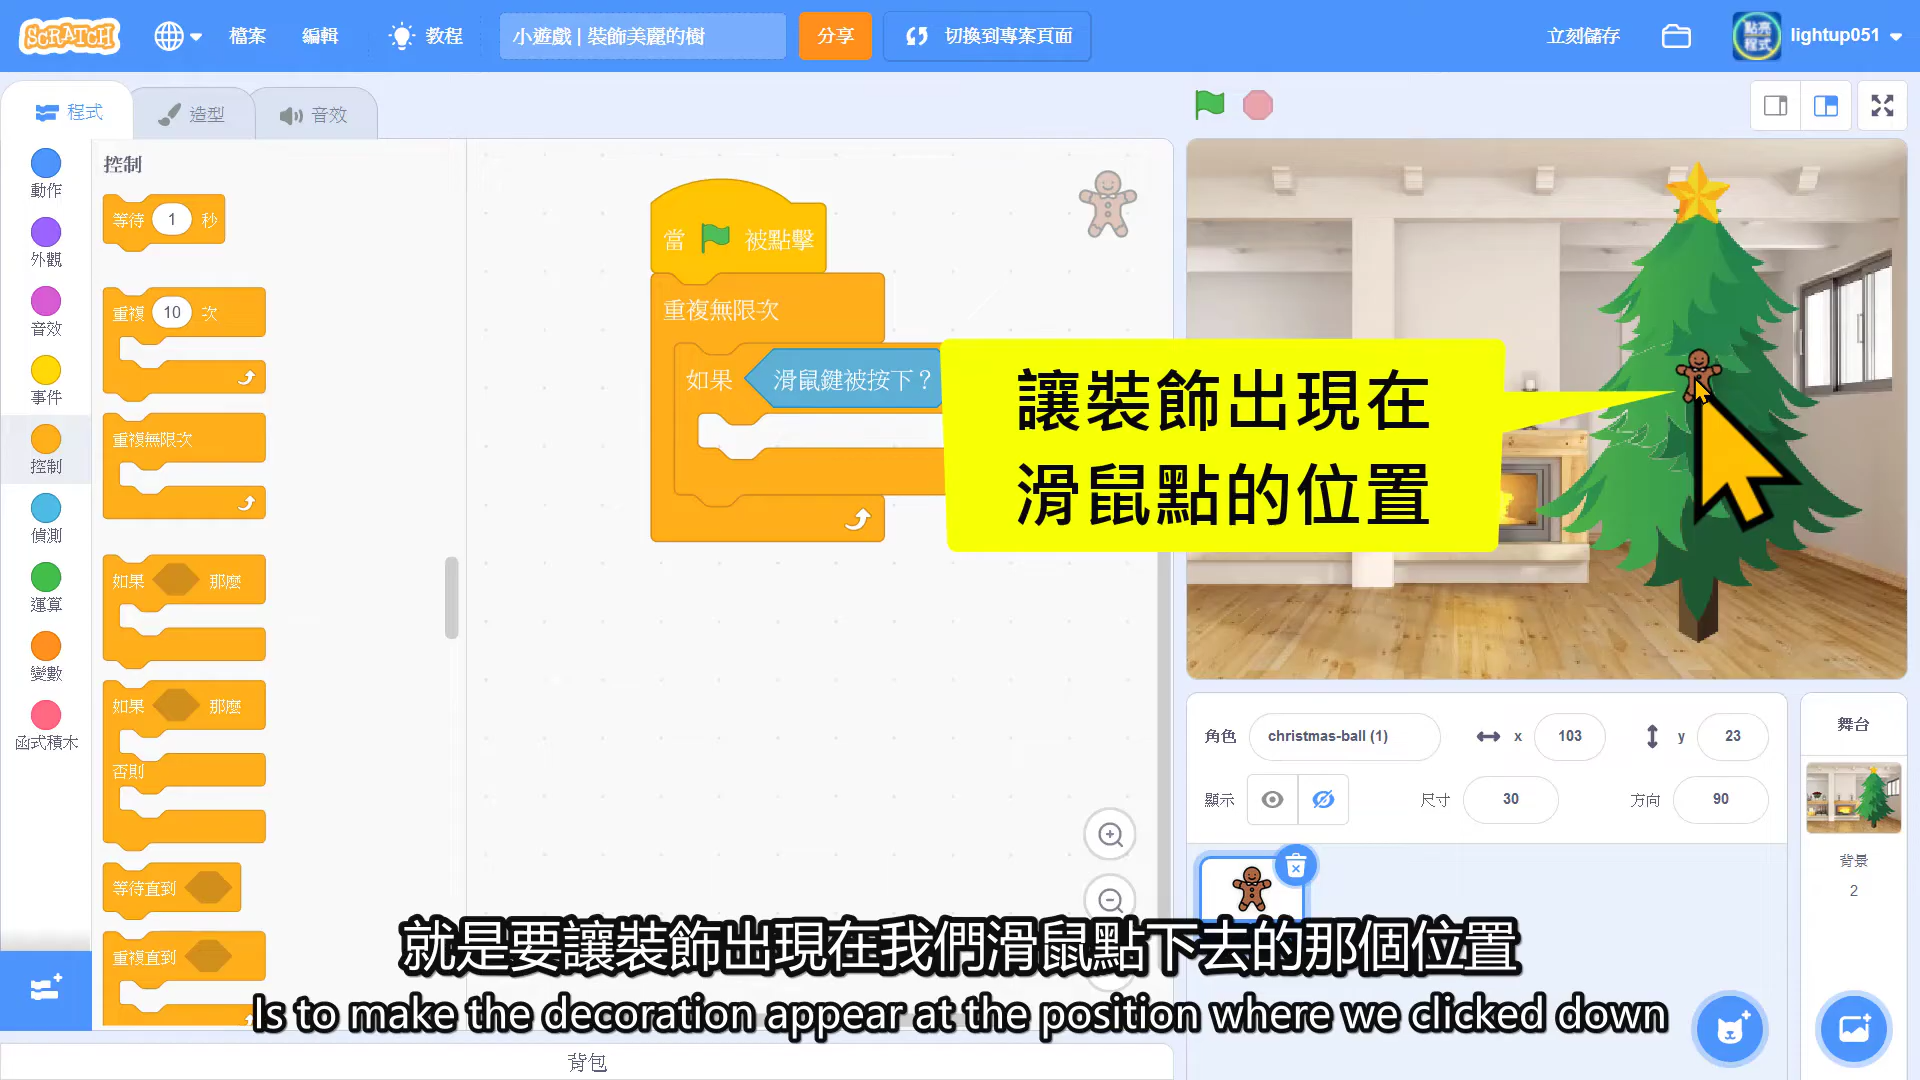 SCRATCH
檔案
編輯
教程
小遊戲 | 裝飾美麗的樹
分享
切換到專案頁面
立刻儲存
點亮
程式
lightup051
程式
造型
音效
動作
外觀
音效
事件
控制
偵測
運算
變數
函式積木
控制
等待 1 秒
重複 10 次
重複無限次
如果 那麼
如果 那麼
否則
等待直到
重複直到
當 被點擊
重複無限次
如果 滑鼠鍵被按下？
讓裝飾出現在
滑鼠點的位置
角色 christmas-ball (1) x 103 y 23
顯示 尺寸 30 方向 90
舞台
背景
2
就是要讓裝飾出現在我們滑鼠點下去的那個位置
Is to make the decoration appear at the position where we clicked down
背包